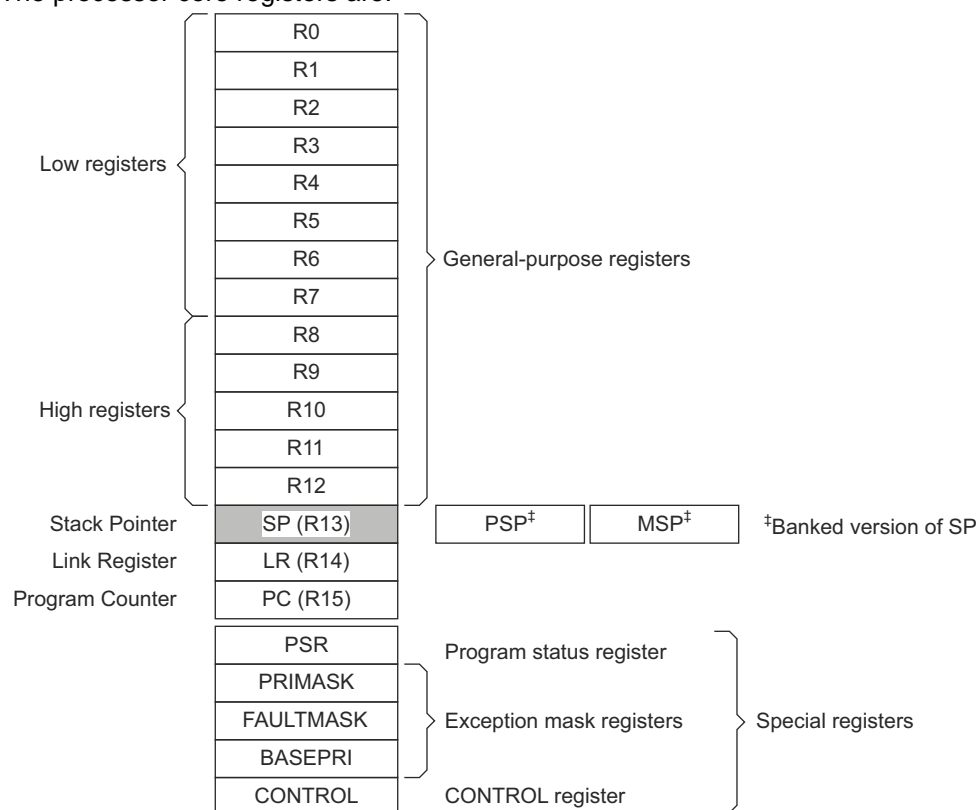 The processor core registers are:
R0
R1
R2
R3
Low registers
R4
R5
R6
General-purpose registers
R7
R8
R9
High registers
R10
R11
R12
Stack Pointer SP (R13) PSP‡ MSP‡ ‡Banked version of SP
Link Register LR (R14)
Program Counter PC (R15)
PSR Program status register
PRIMASK
FAULTMASK Exception mask registers Special registers
BASEPRI
CONTROL CONTROL register